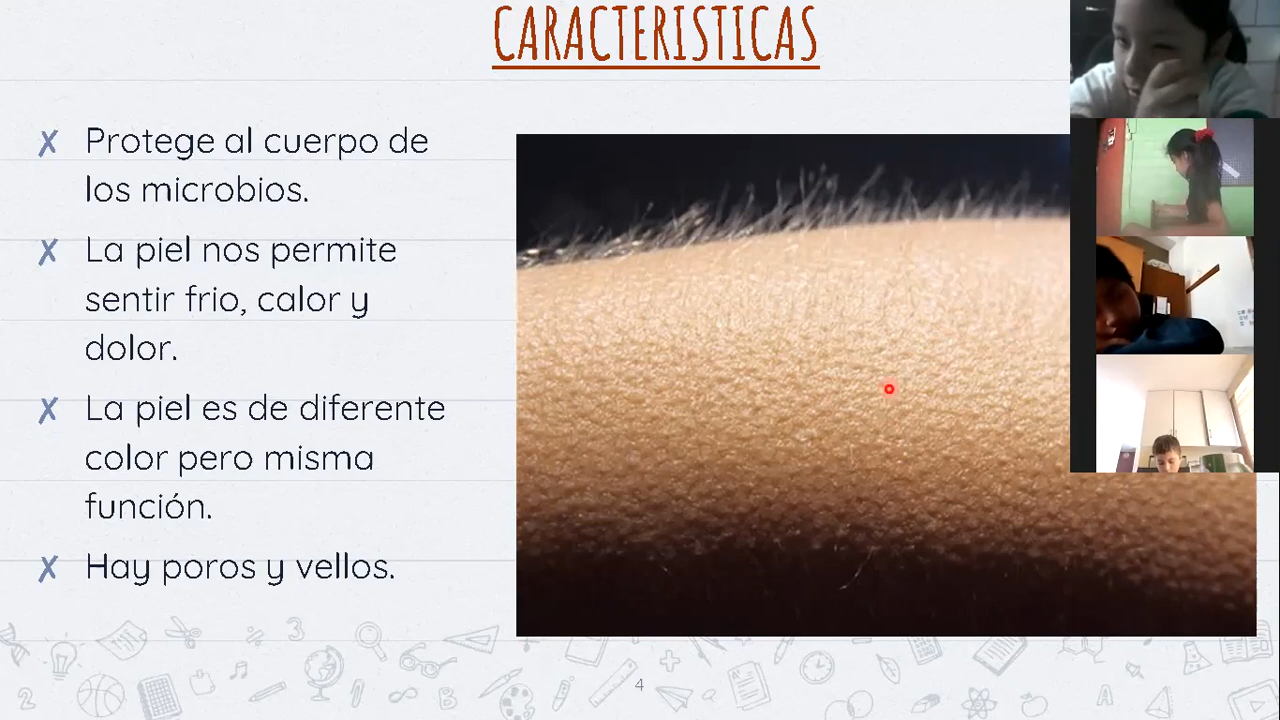 CARACTERISTICAS
✗ Protege al cuerpo de
los microbios.
✗ La piel nos permite
sentir frio, calor y
dolor.
✗ La piel es de diferente
color pero misma
función.
✗ Hay poros y vellos.
4